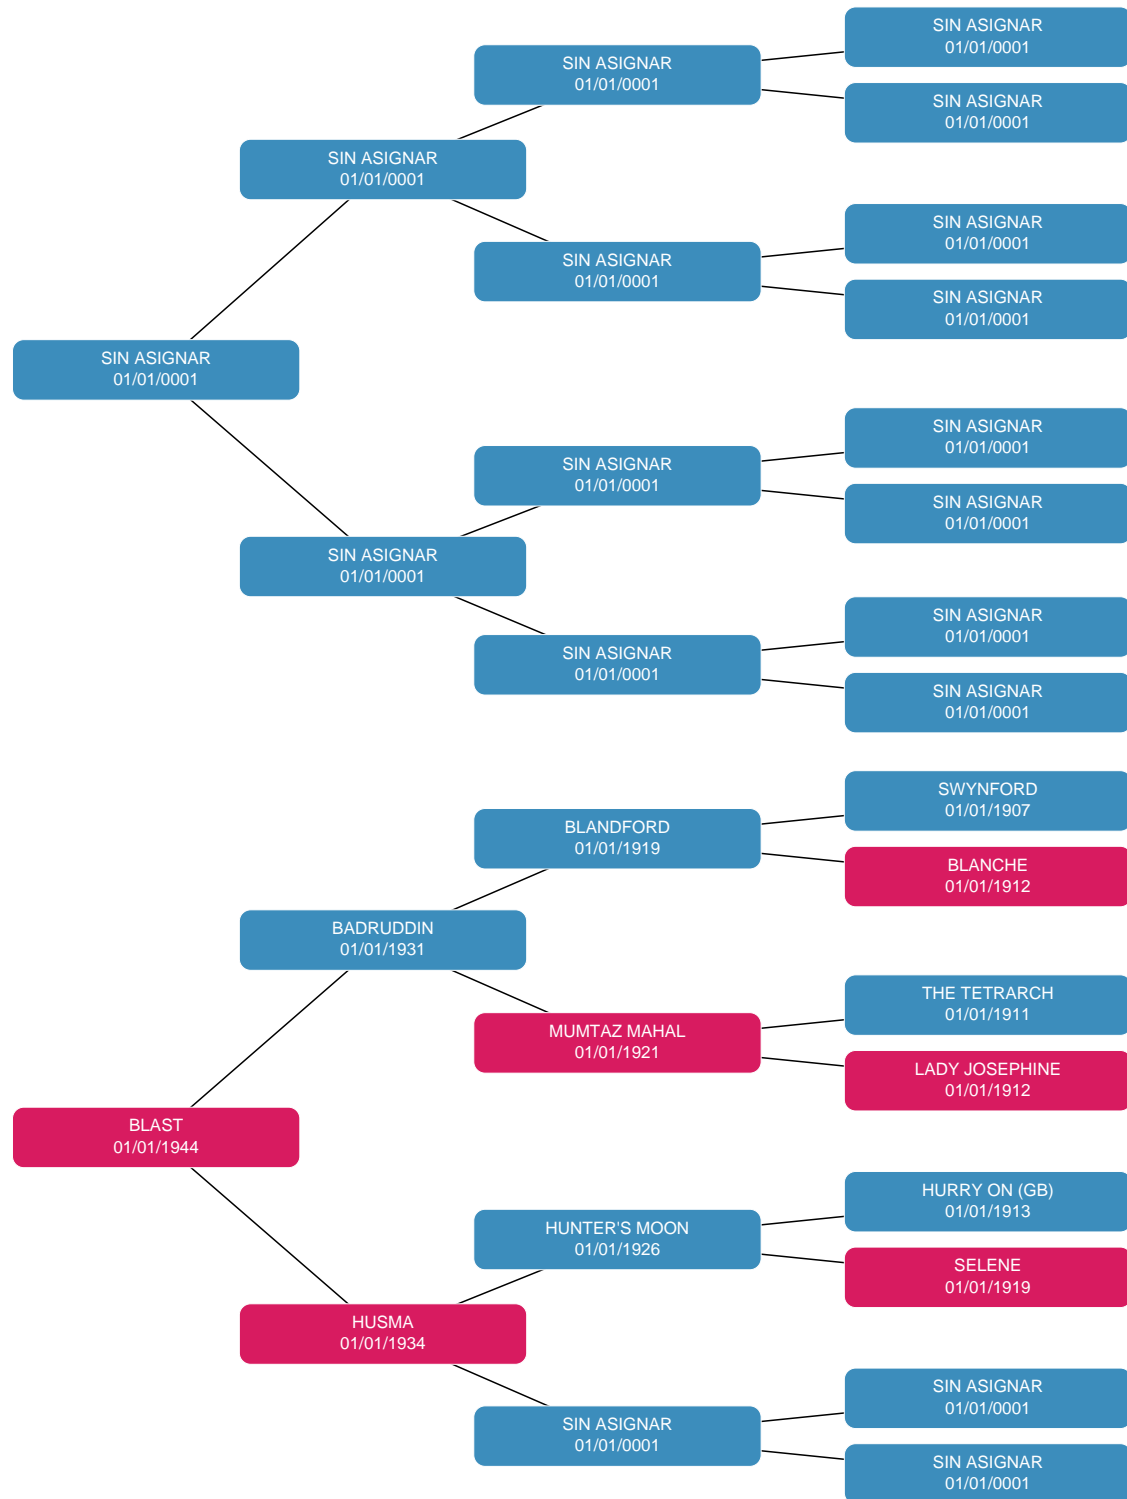 SIN ASIGNAR
01/01/0001
SIN ASIGNAR
01/01/0001
SIN ASIGNAR
01/01/0001
SIN ASIGNAR
01/01/0001
SIN ASIGNAR
01/01/0001
SIN ASIGNAR
01/01/0001
SIN ASIGNAR
01/01/0001
SIN ASIGNAR
01/01/0001
SIN ASIGNAR
01/01/0001
SIN ASIGNAR
01/01/0001
SIN ASIGNAR
01/01/0001
SIN ASIGNAR
01/01/0001
SIN ASIGNAR
01/01/0001
SIN ASIGNAR
01/01/0001
SIN ASIGNAR
01/01/0001
SWYNFORD
01/01/1907
BLANDFORD
01/01/1919
BLANCHE
01/01/1912
BADRUDDIN
01/01/1931
THE TETRARCH
01/01/1911
MUMTAZ MAHAL
01/01/1921
LADY JOSEPHINE
01/01/1912
BLAST
01/01/1944
HURRY ON (GB)
01/01/1913
HUNTER'S MOON
01/01/1926
SELENE
01/01/1919
HUSMA
01/01/1934
SIN ASIGNAR
01/01/0001
SIN ASIGNAR
01/01/0001
SIN ASIGNAR
01/01/0001